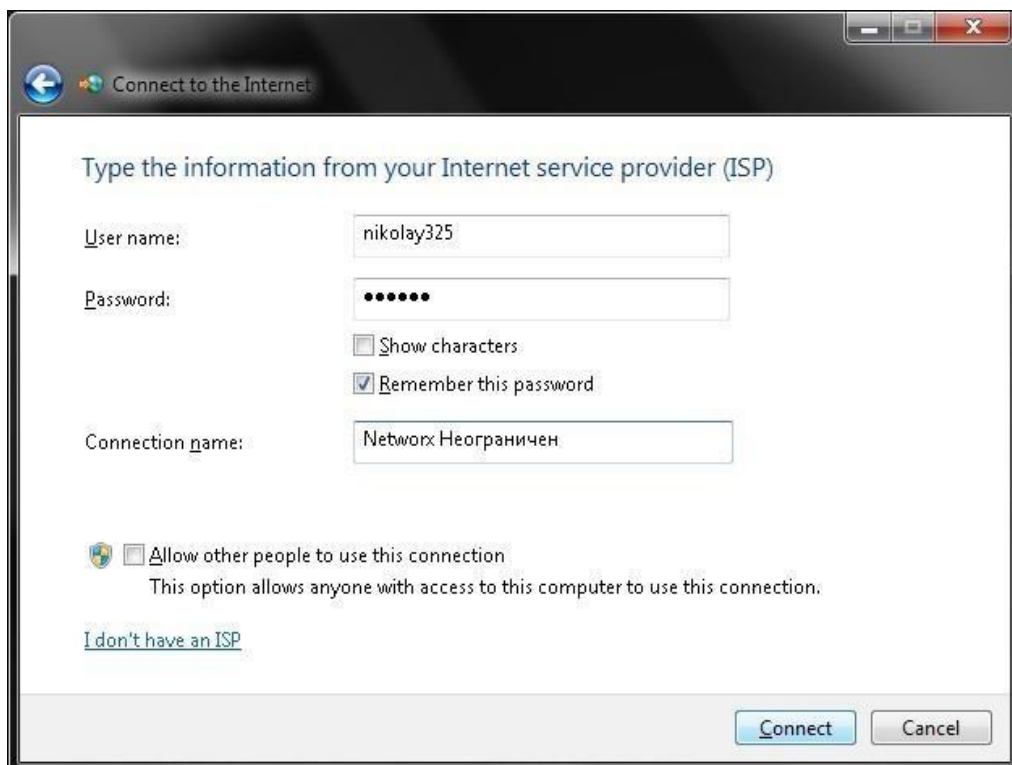 Connect to the Internet
Type the information from your Internet service provider (ISP)
User name: nikolay325
Password: ••••••
Show characters
Remember this password
Connection name: Networx Неограничен
Allow other people to use this connection
This option allows anyone with access to this computer to use this connection.
I don't have an ISP
Connect Cancel